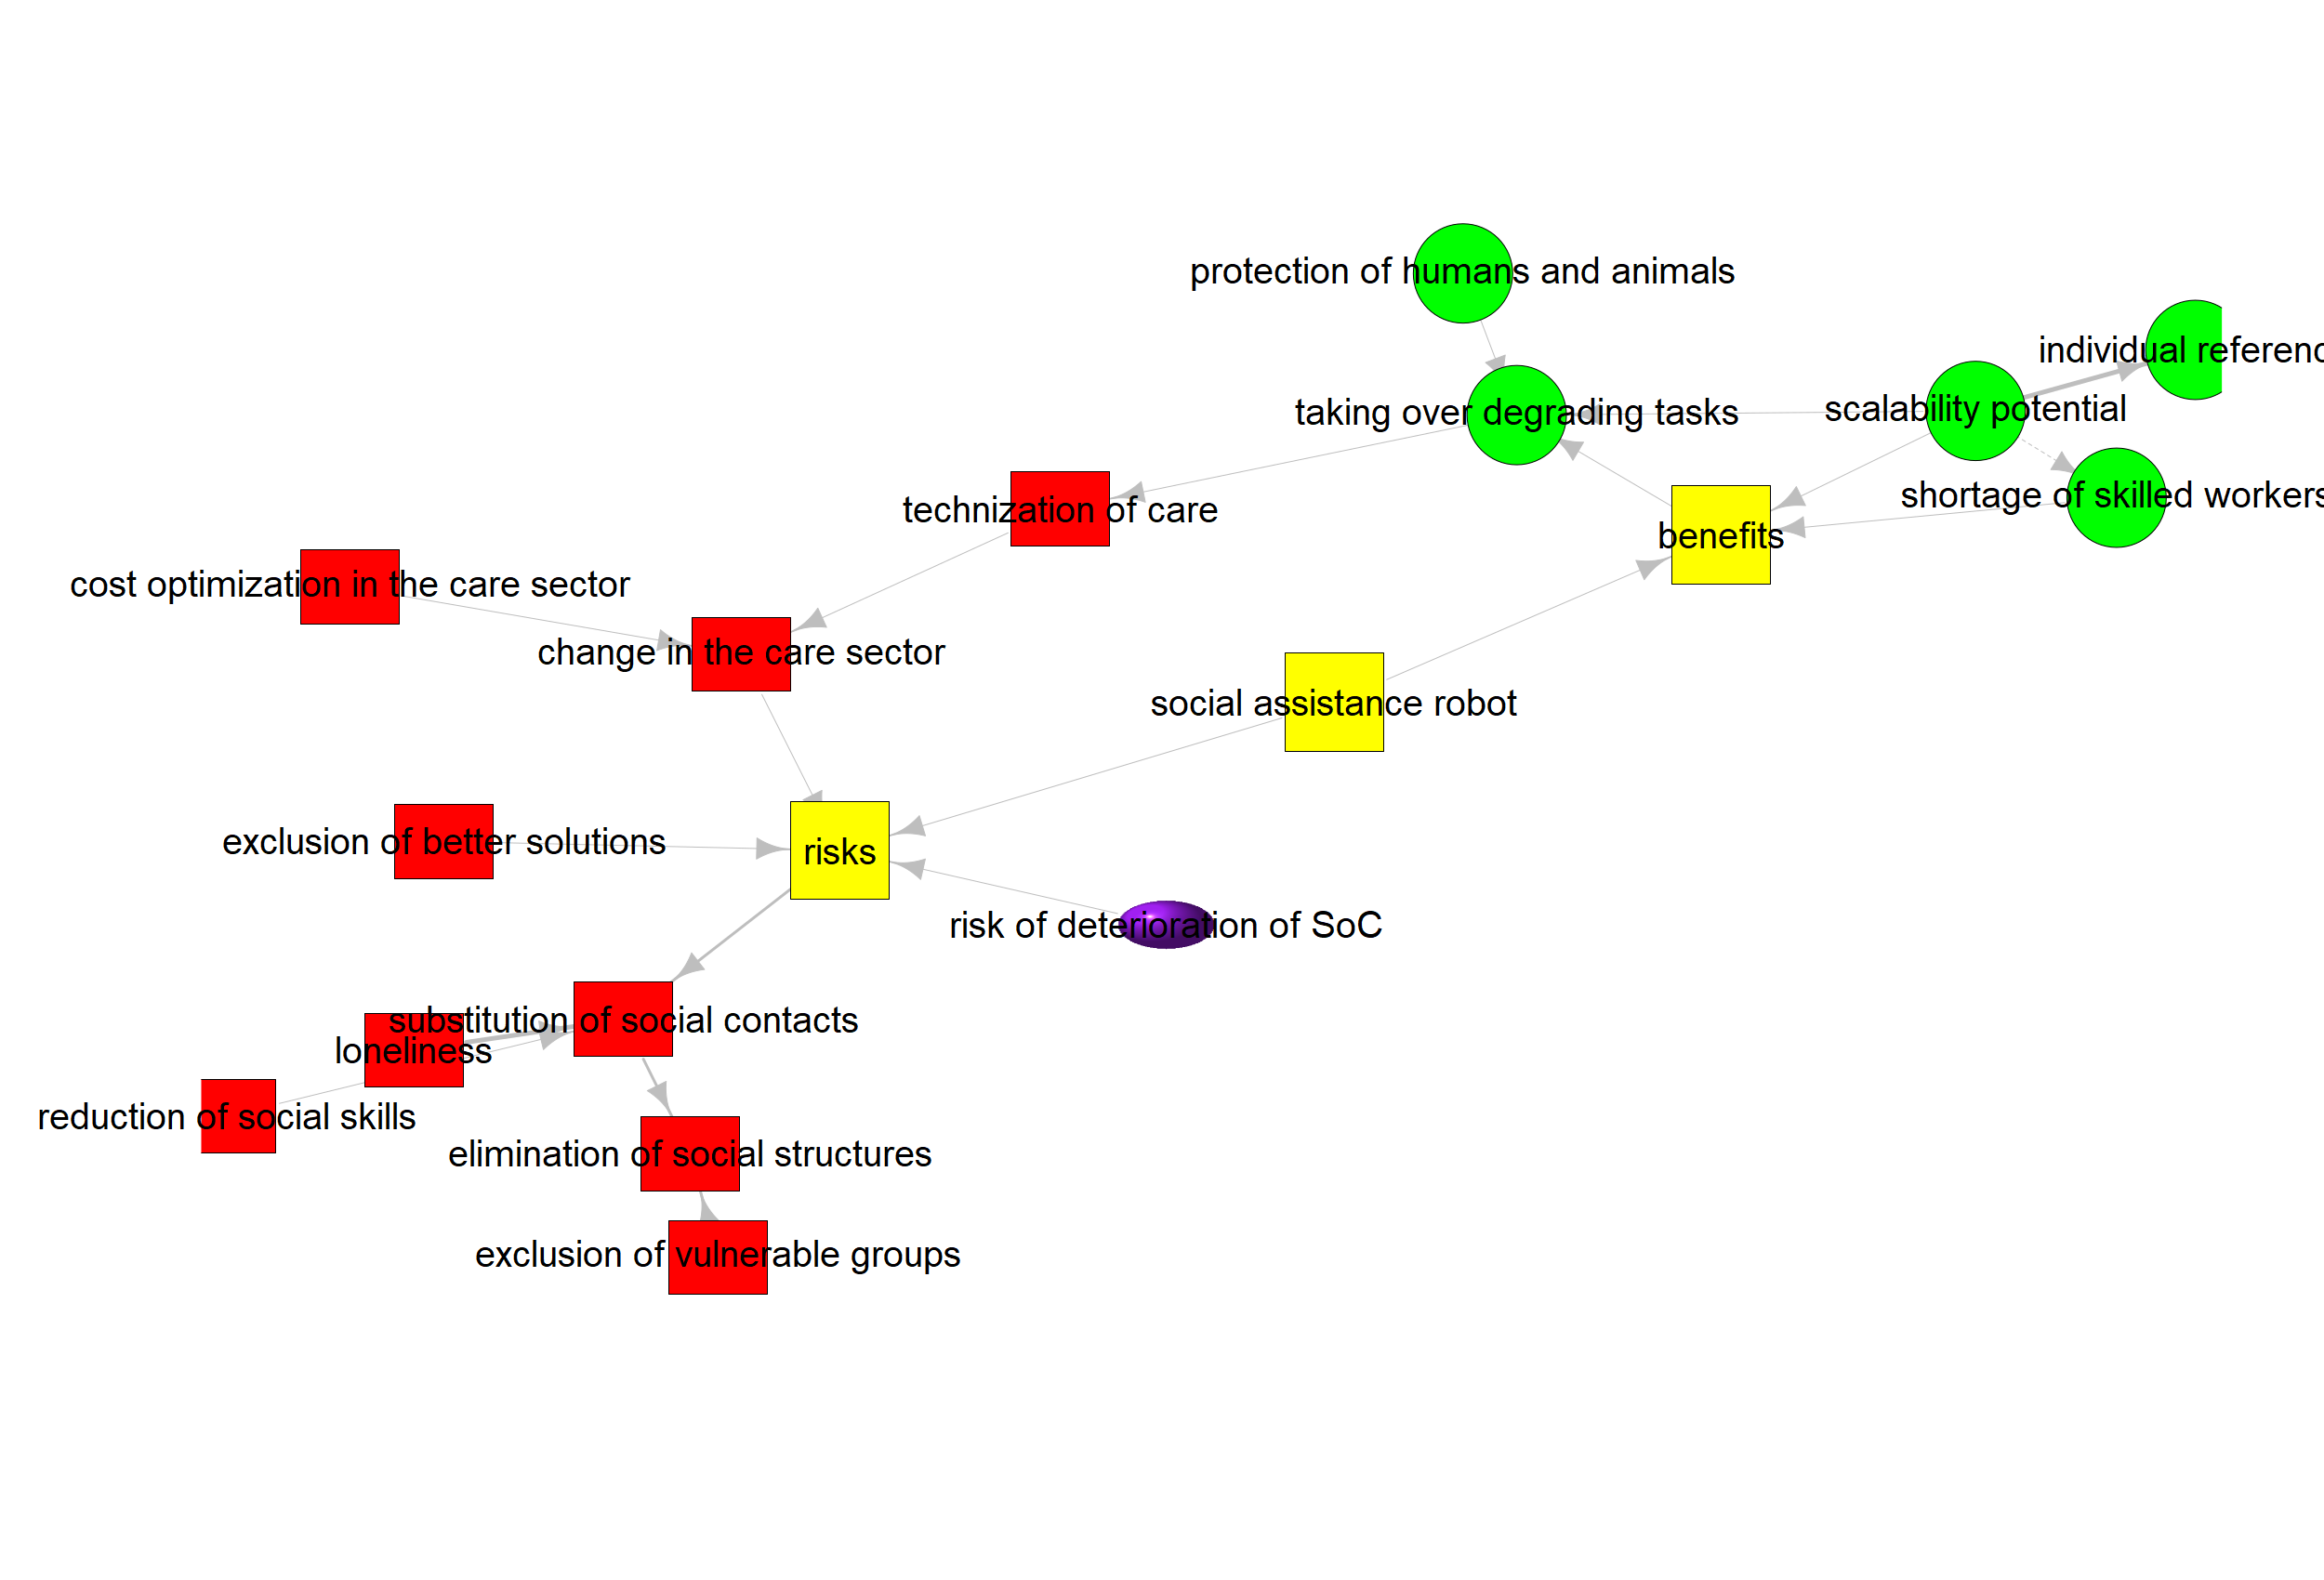 protection of humans and animals
individual referenc
taking over degrading tasks
scalability potential
technization of care
shortage of skilled workers
benefits
cost optimization in the care sector
change in the care sector
social assistance robot
exclusion of better solutions
risks
risk of deterioration of SoC
substitution of social contacts
loneliness
reduction of social skills
elimination of social structures
exclusion of vulnerable groups